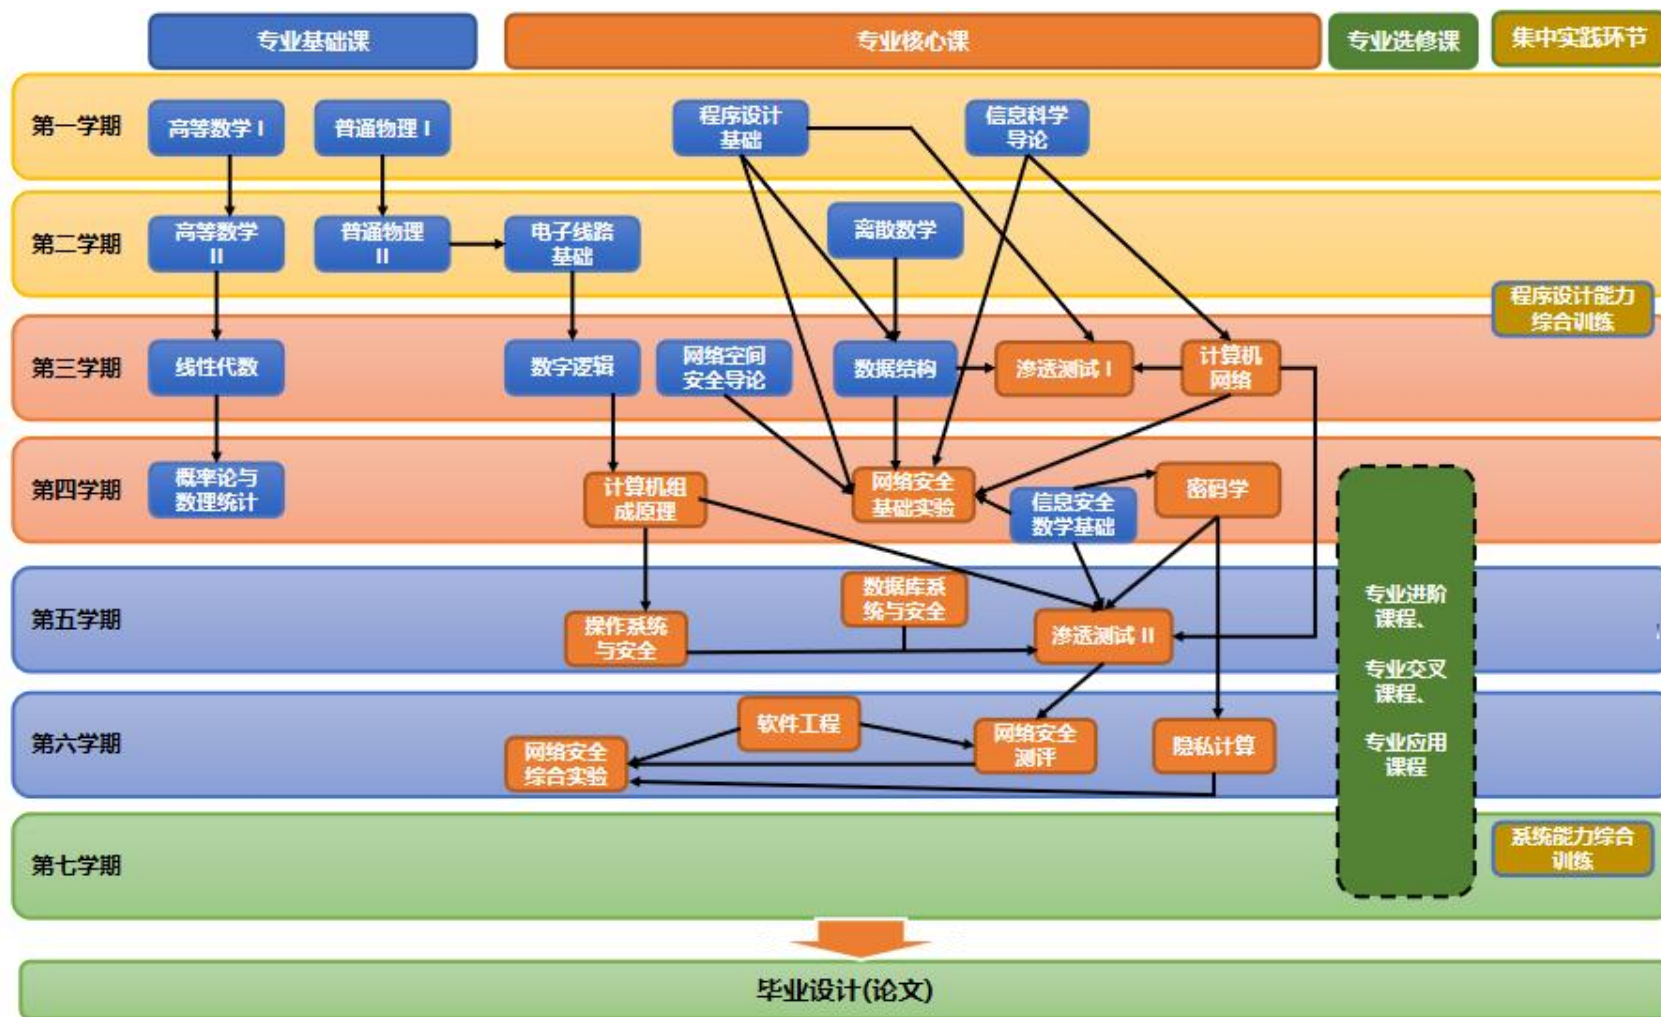 专业基础课
专业核心课
专业选修课
集中实践环节
第一学期
高等数学 I
普通物理 I
程序设计
基础
信息科学
导论
第二学期
高等数学
II
普通物理
II
电子线路
基础
离散数学
程序设计能力
综合训练
第三学期
线性代数
数字逻辑
网络空间
安全导论
数据结构
渗透测试 I
计算机
网络
第四学期
概率论与
数理统计
计算机组
成原理
网络安全
基础实验
信息安全
数学基础
密码学
第五学期
操作系统
与安全
数据库系
统与安全
渗透测试 II
专业进阶
课程、
专业交叉
课程、
专业应用
课程
第六学期
网络安全
综合实验
软件工程
网络安全
测评
隐私计算
第七学期
系统能力综合
训练
毕业设计(论文)